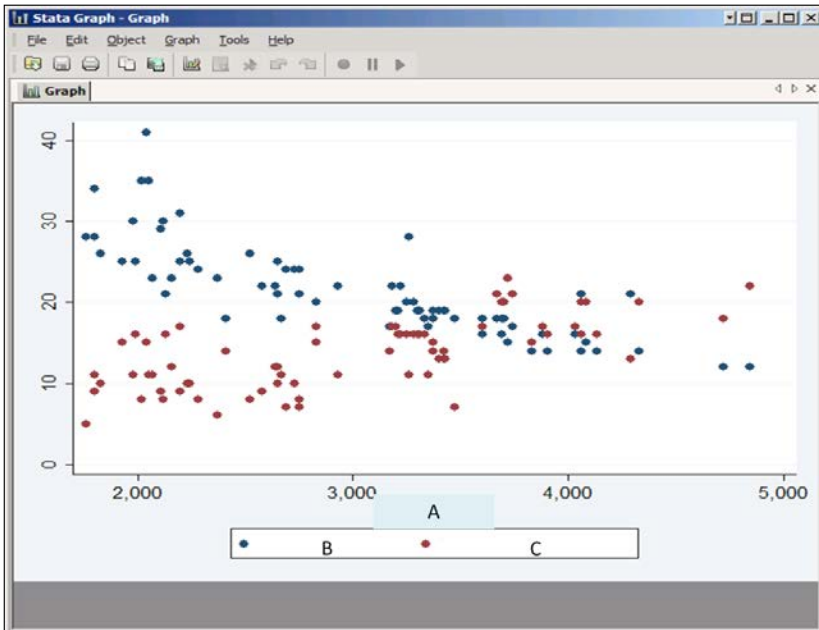 Stata Graph - Graph
File Edit Object Graph Tools Help
Graph
40
30
20
10
0
2,000 3,000 4,000 5,000
A
B C